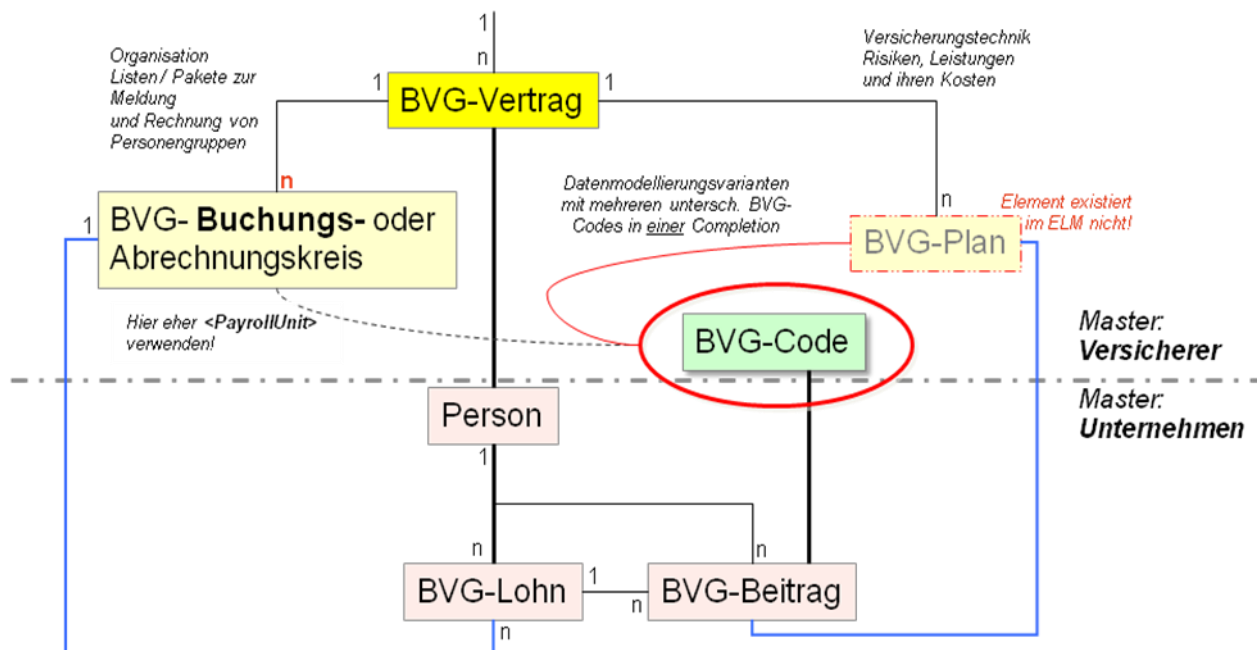 1
n
Organisation
Listen / Pakete zur
Meldung
und Rechnung von
Personengruppen
1
BVG-Vertrag
1
Versicherungstechnik
Risiken, Leistungen
und ihren Kosten
n
1
BVG- Buchungs- oder
Abrechnungskreis
Datenmodellierungsvarianten
mit mehreren untersch. BVG-
Codes in einer Completion
n
Element existiert
im ELM nicht!
BVG-Plan
Hier eher <PayrollUnit>
verwenden!
BVG-Code
Master:
Versicherer
Master:
Unternehmen
Person
1
n
n
BVG-Lohn
1
n
BVG-Beitrag
n